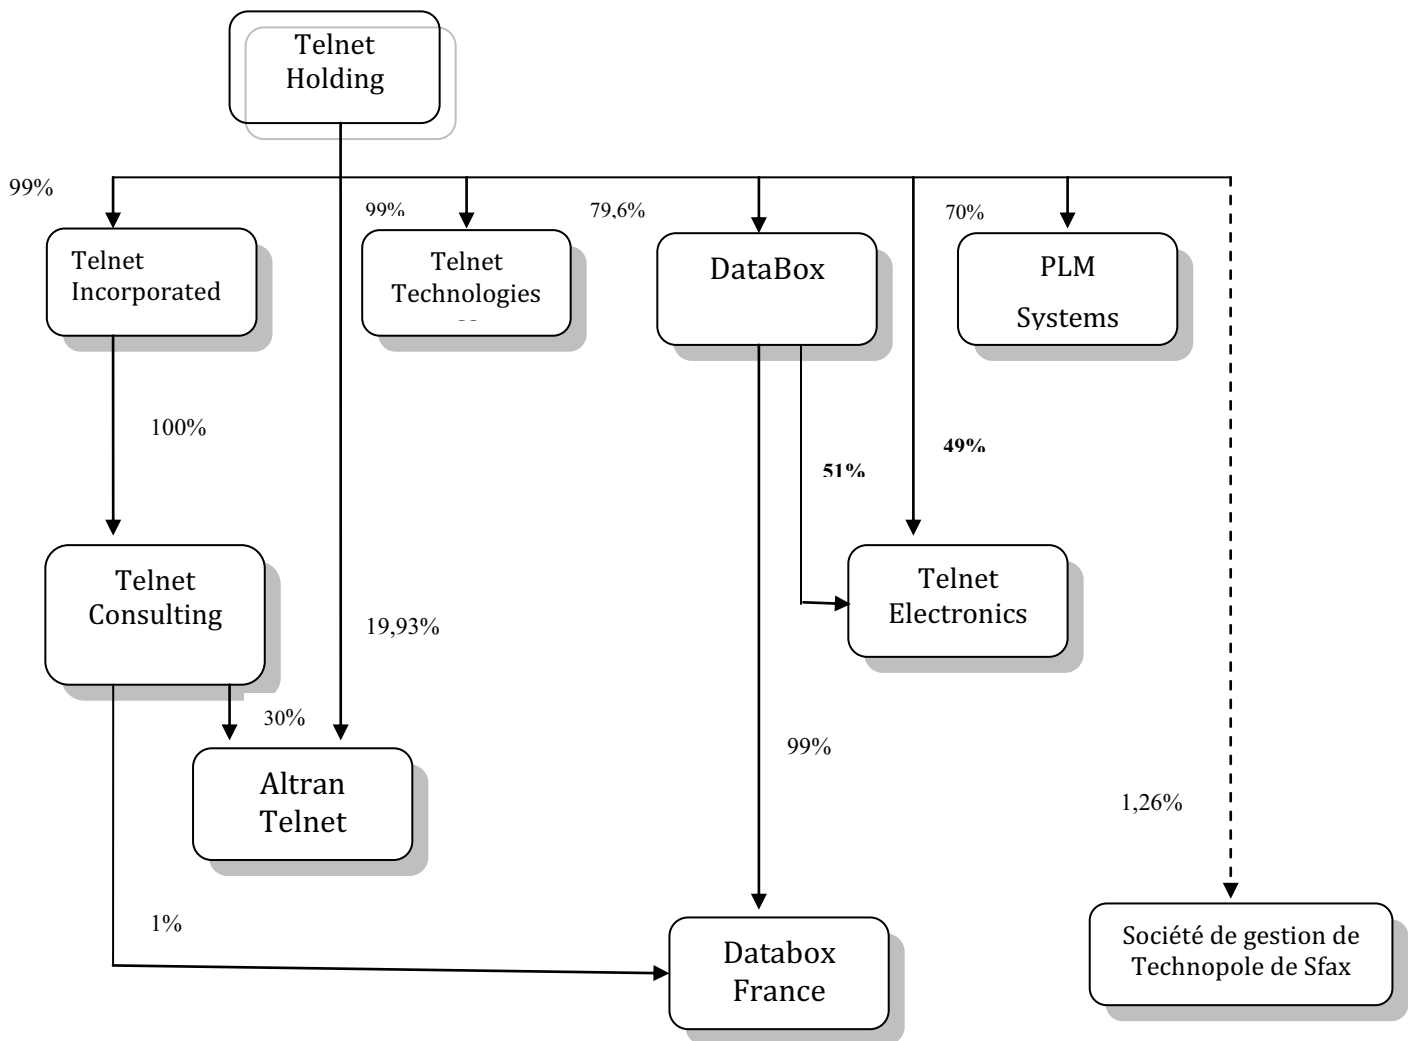 Telnet
Holding
99%
99%
79,6%
70%
Telnet
Incorporated
Telnet
Technologies
DataBox
PLM
Systems
100%
51%
49%
Telnet
Consulting
Telnet
Electronics
19,93%
30%
99%
Altran
Telnet
1,26%
1%
Databox
France
Société de gestion de
Technopole de Sfax